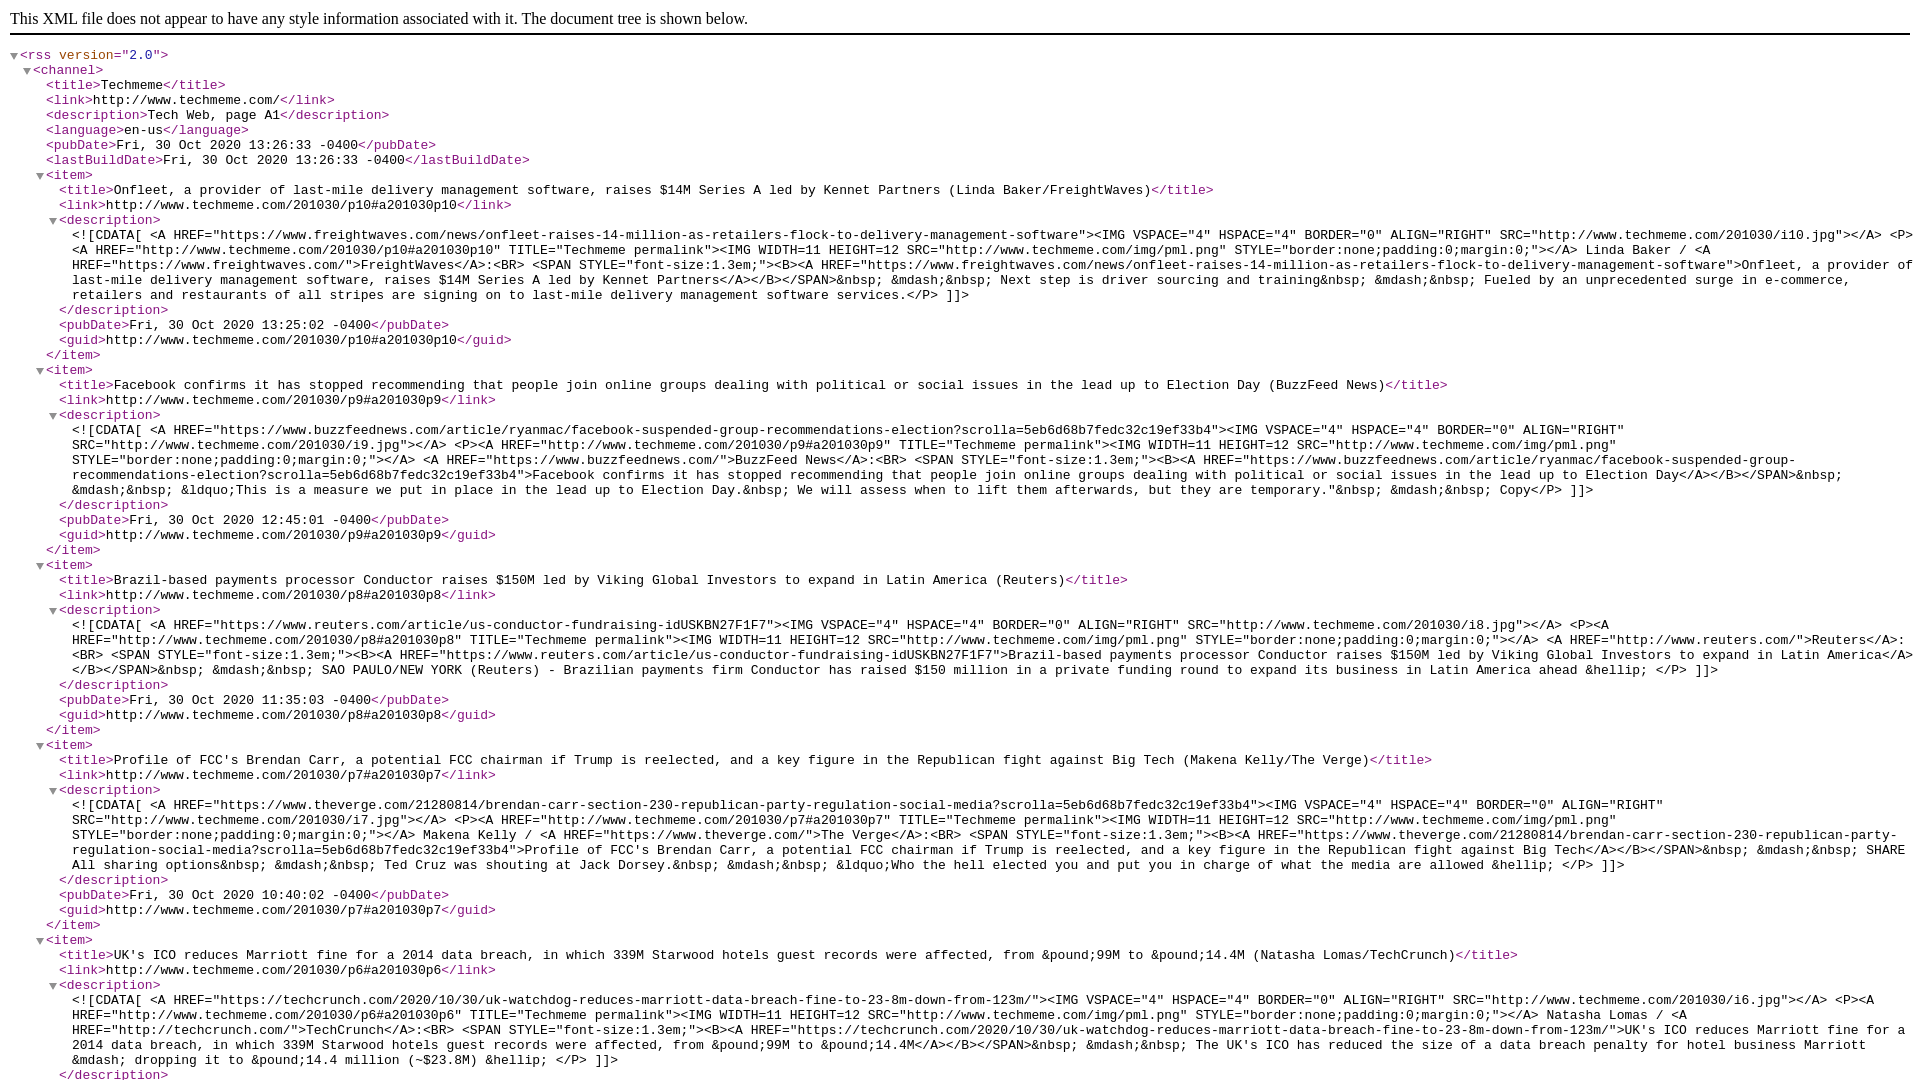 This XML file does not appear to have any style information associated with it. The document tree is shown below.
<rss version="2.0">
<channel>
<title>Techmeme</title>
<link>http://www.techmeme.com/</link>
<description>Tech Web, page A1</description>
<language>en-us</language>
<pubDate>Fri, 30 Oct 2020 13:26:33 -0400</pubDate>
<lastBuildDate>Fri, 30 Oct 2020 13:26:33 -0400</lastBuildDate>
<item>
<title>Onfleet, a provider of last-mile delivery management software, raises $14M Series A led by Kennet Partners (Linda Baker/FreightWaves)</title>
<link>http://www.techmeme.com/201030/p10#a201030p10</link>
<description>
<![CDATA[ <A HREF="https://www.freightwaves.com/news/onfleet-raises-14-million-as-retailers-flock-to-delivery-management-software"><IMG VSPACE="4" HSPACE="4" BORDER="0" ALIGN="RIGHT" SRC="http://www.techmeme.com/201030/i10.jpg"></A> <P>
<A HREF="http://www.techmeme.com/201030/p10#a201030p10" TITLE="Techmeme permalink"><IMG WIDTH=11 HEIGHT=12 SRC="http://www.techmeme.com/img/pml.png" STYLE="border:none;padding:0;margin:0;"></A> Linda Baker / <A
HREF="https://www.freightwaves.com/">FreightWaves</A>:<BR> <SPAN STYLE="font-size:1.3em;"><B><A HREF="https://www.freightwaves.com/news/onfleet-raises-14-million-as-retailers-flock-to-delivery-management-software">Onfleet, a provider of
last-mile delivery management software, raises $14M Series A led by Kennet Partners</A></B></SPAN>&nbsp; &mdash;&nbsp; Next step is driver sourcing and training&nbsp; &mdash;&nbsp; Fueled by an unprecedented surge in e-commerce,
retailers and restaurants of all stripes are signing on to last-mile delivery management software services.</P> ]]>
</description>
<pubDate>Fri, 30 Oct 2020 13:25:02 -0400</pubDate>
<guid>http://www.techmeme.com/201030/p10#a201030p10</guid>
</item>
<item>
<title>Facebook confirms it has stopped recommending that people join online groups dealing with political or social issues in the lead up to Election Day (BuzzFeed News)</title>
<link>http://www.techmeme.com/201030/p9#a201030p9</link>
<description>
<![CDATA[ <A HREF="https://www.buzzfeednews.com/article/ryanmac/facebook-suspended-group-recommendations-election?scrolla=5eb6d68b7fedc32c19ef33b4"><IMG VSPACE="4" HSPACE="4" BORDER="0" ALIGN="RIGHT"
SRC="http://www.techmeme.com/201030/i9.jpg"></A> <P><A HREF="http://www.techmeme.com/201030/p9#a201030p9" TITLE="Techmeme permalink"><IMG WIDTH=11 HEIGHT=12 SRC="http://www.techmeme.com/img/pml.png"
STYLE="border:none;padding:0;margin:0;"></A> <A HREF="https://www.buzzfeednews.com/">BuzzFeed News</A>:<BR> <SPAN STYLE="font-size:1.3em;"><B><A HREF="https://www.buzzfeednews.com/article/ryanmac/facebook-suspended-group-
recommendations-election?scrolla=5eb6d68b7fedc32c19ef33b4">Facebook confirms it has stopped recommending that people join online groups dealing with political or social issues in the lead up to Election Day</A></B></SPAN>&nbsp;
&mdash;&nbsp; &ldquo;This is a measure we put in place in the lead up to Election Day.&nbsp; We will assess when to lift them afterwards, but they are temporary."&nbsp; &mdash;&nbsp; Copy</P> ]]>
</description>
<pubDate>Fri, 30 Oct 2020 12:45:01 -0400</pubDate>
<guid>http://www.techmeme.com/201030/p9#a201030p9</guid>
</item>
<item>
<title>Brazil-based payments processor Conductor raises $150M led by Viking Global Investors to expand in Latin America (Reuters)</title>
<link>http://www.techmeme.com/201030/p8#a201030p8</link>
<description>
<![CDATA[ <A HREF="https://www.reuters.com/article/us-conductor-fundraising-idUSKBN27F1F7"><IMG VSPACE="4" HSPACE="4" BORDER="0" ALIGN="RIGHT" SRC="http://www.techmeme.com/201030/i8.jpg"></A> <P><A
HREF="http://www.techmeme.com/201030/p8#a201030p8" TITLE="Techmeme permalink"><IMG WIDTH=11 HEIGHT=12 SRC="http://www.techmeme.com/img/pml.png" STYLE="border:none;padding:0;margin:0;"></A> <A HREF="http://www.reuters.com/">Reuters</A>:
<BR> <SPAN STYLE="font-size:1.3em;"><B><A HREF="https://www.reuters.com/article/us-conductor-fundraising-idUSKBN27F1F7">Brazil-based payments processor Conductor raises $150M led by Viking Global Investors to expand in Latin America</A>
</B></SPAN>&nbsp; &mdash;&nbsp; SAO PAULO/NEW YORK (Reuters) - Brazilian payments firm Conductor has raised $150 million in a private funding round to expand its business in Latin America ahead &hellip; </P> ]]>
</description>
<pubDate>Fri, 30 Oct 2020 11:35:03 -0400</pubDate>
<guid>http://www.techmeme.com/201030/p8#a201030p8</guid>
</item>
<item>
<title>Profile of FCC's Brendan Carr, a potential FCC chairman if Trump is reelected, and a key figure in the Republican fight against Big Tech (Makena Kelly/The Verge)</title>
<link>http://www.techmeme.com/201030/p7#a201030p7</link>
<description>
<![CDATA[ <A HREF="https://www.theverge.com/21280814/brendan-carr-section-230-republican-party-regulation-social-media?scrolla=5eb6d68b7fedc32c19ef33b4"><IMG VSPACE="4" HSPACE="4" BORDER="0" ALIGN="RIGHT"
SRC="http://www.techmeme.com/201030/i7.jpg"></A> <P><A HREF="http://www.techmeme.com/201030/p7#a201030p7" TITLE="Techmeme permalink"><IMG WIDTH=11 HEIGHT=12 SRC="http://www.techmeme.com/img/pml.png"
STYLE="border:none;padding:0;margin:0;"></A> Makena Kelly / <A HREF="https://www.theverge.com/">The Verge</A>:<BR> <SPAN STYLE="font-size:1.3em;"><B><A HREF="https://www.theverge.com/21280814/brendan-carr-section-230-republican-party-
regulation-social-media?scrolla=5eb6d68b7fedc32c19ef33b4">Profile of FCC's Brendan Carr, a potential FCC chairman if Trump is reelected, and a key figure in the Republican fight against Big Tech</A></B></SPAN>&nbsp; &mdash;&nbsp; SHARE
All sharing options&nbsp; &mdash;&nbsp; Ted Cruz was shouting at Jack Dorsey.&nbsp; &mdash;&nbsp; &ldquo;Who the hell elected you and put you in charge of what the media are allowed &hellip; </P> ]]>
</description>
<pubDate>Fri, 30 Oct 2020 10:40:02 -0400</pubDate>
<guid>http://www.techmeme.com/201030/p7#a201030p7</guid>
</item>
<item>
<title>UK's ICO reduces Marriott fine for a 2014 data breach, in which 339M Starwood hotels guest records were affected, from &pound;99M to &pound;14.4M (Natasha Lomas/TechCrunch)</title>
<link>http://www.techmeme.com/201030/p6#a201030p6</link>
<description>
<![CDATA[ <A HREF="https://techcrunch.com/2020/10/30/uk-watchdog-reduces-marriott-data-breach-fine-to-23-8m-down-from-123m/"><IMG VSPACE="4" HSPACE="4" BORDER="0" ALIGN="RIGHT" SRC="http://www.techmeme.com/201030/i6.jpg"></A> <P><A
HREF="http://www.techmeme.com/201030/p6#a201030p6" TITLE="Techmeme permalink"><IMG WIDTH=11 HEIGHT=12 SRC="http://www.techmeme.com/img/pml.png" STYLE="border:none;padding:0;margin:0;"></A> Natasha Lomas / <A
HREF="http://techcrunch.com/">TechCrunch</A>:<BR> <SPAN STYLE="font-size:1.3em;"><B><A HREF="https://techcrunch.com/2020/10/30/uk-watchdog-reduces-marriott-data-breach-fine-to-23-8m-down-from-123m/">UK's ICO reduces Marriott fine for a
2014 data breach, in which 339M Starwood hotels guest records were affected, from &pound;99M to &pound;14.4M</A></B></SPAN>&nbsp; &mdash;&nbsp; The UK's ICO has reduced the size of a data breach penalty for hotel business Marriott
&mdash; dropping it to &pound;14.4 million (~$23.8M) &hellip; </P> ]]>
</description>